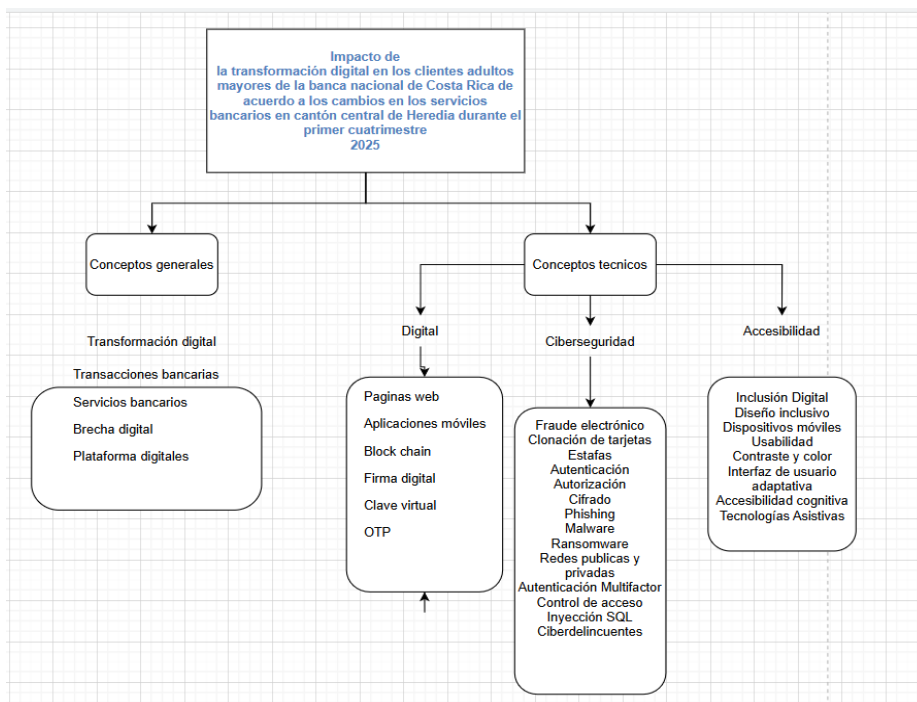 Impacto de
la transformación digital en los clientes adultos
mayores de la banca nacional de Costa Rica de
acuerdo a los cambios en los servicios
bancarios en cantón central de Heredia durante el
primer cuatrimestre
2025
Conceptos generales
Conceptos tecnicos
Transformación digital
Transacciones bancarias
Servicios bancarios
Brecha digital
Plataforma digitales
Digital
Paginas web
Aplicaciones móviles
Block chain
Firma digital
Clave virtual
OTP
Ciberseguridad
Fraude electrónico
Clonación de tarjetas
Estafas
Autenticación
Autorización
Cifrado
Phishing
Malware
Ransomware
Redes publicas y
privadas
Autenticación Multifactor
Control de acceso
Inyección SQL
Ciberdelincuentes
Accesibilidad
Inclusión Digital
Diseño inclusivo
Dispositivos móviles
Usabilidad
Contraste y color
Interfaz de usuario
adaptativa
Accesibilidad cognitiva
Tecnologías Asistivas